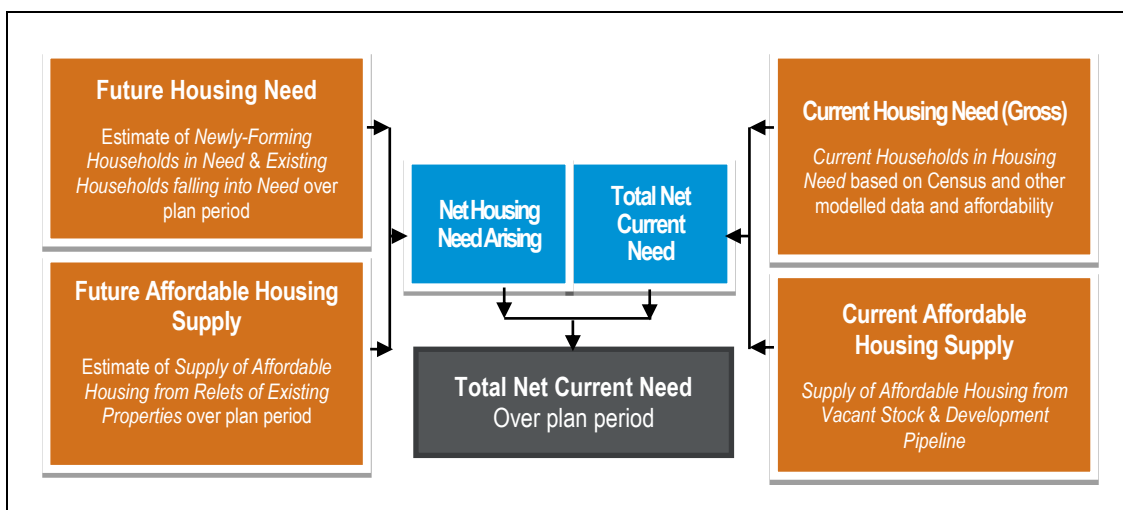 Future Housing Need
Estimate of Newly-Forming
Households in Need & Existing
Households falling into Need over
plan period
Future Affordable Housing
Supply
Estimate of Supply of Affordable
Housing from Relets of Existing
Properties over plan period
Net Housing
Need Arising
Total Net
Current
Need
Total Net Current Need
Over plan period
Current Housing Need (Gross)
Current Households in Housing
Need based on Census and other
modelled data and affordability
Current Affordable
Housing Supply
Supply of Affordable Housing from
Vacant Stock & Development
Pipeline